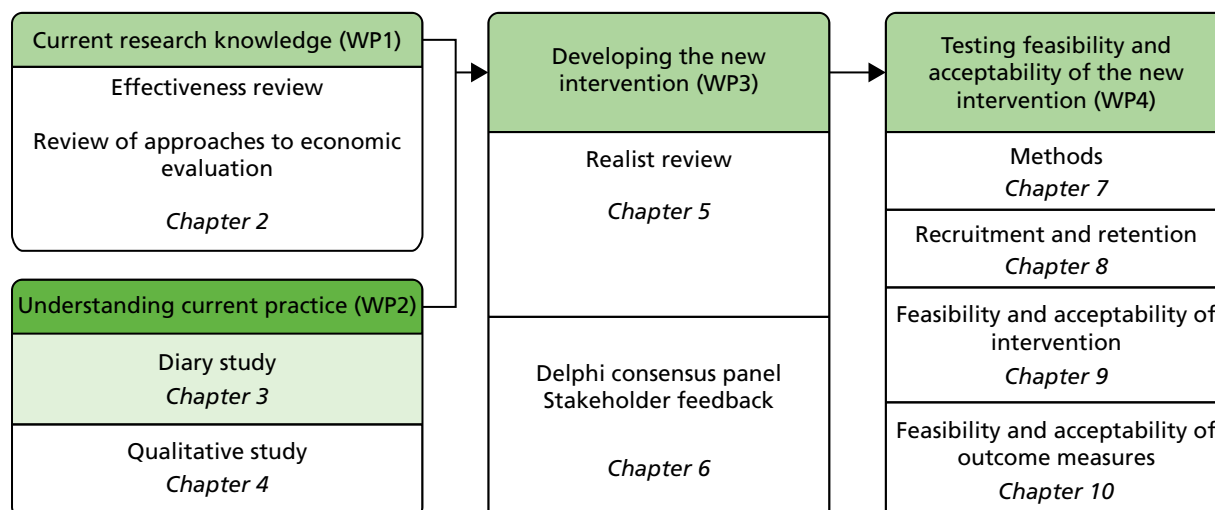 Current research knowledge (WP1)
Effectiveness review
Review of approaches to economic
evaluation
Chapter 2
Understanding current practice (WP2)
Diary study
Chapter 3
Qualitative study
Chapter 4
Developing the new
intervention (WP3)
Realist review
Chapter 5
Delphi consensus panel
Stakeholder feedback
Chapter 6
Testing feasibility and
acceptability of the new
intervention (WP4)
Methods
Chapter 7
Recruitment and retention
Chapter 8
Feasibility and acceptability of
intervention
Chapter 9
Feasibility and acceptability of
outcome measures
Chapter 10